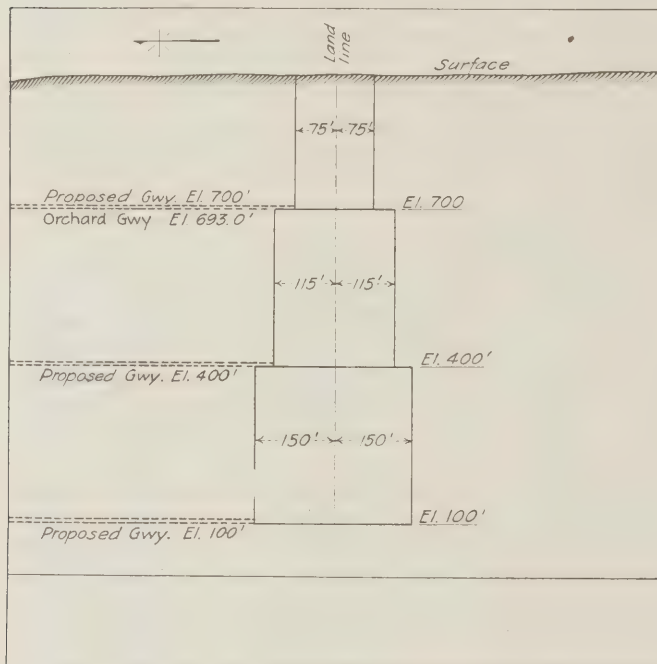 Land
line
Surface
75' 75'
Proposed Gwy. El. 700'
El. 700
Orchard Gwy El. 693.0'
115' 115'
El. 400'
Proposed Gwy. El. 400'
150' 150'
El. 100'
Proposed Gwy. El. 100'